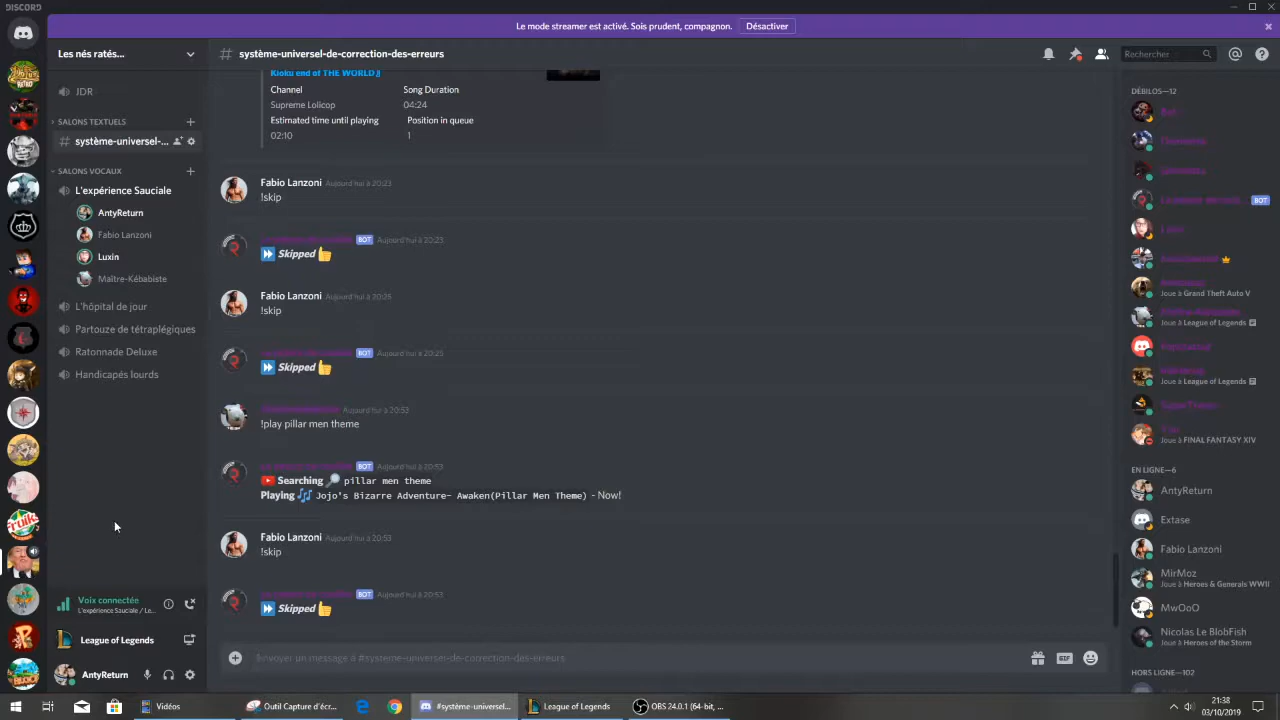 DISCORD
Le mode streamer est activé. Sois prudent, compagnon. Désactiver
Les nés ratés...
# système-universel-de-correction-des-erreurs
Rechercher
JDR
SALONS TEXTUELS
# système-universel-...
SALONS VOCAUX
L'expérience Sauciale
AntyReturn
Fabio Lanzoni
Luxin
Maître-Kébabiste
L'hôpital de jour
Partouze de tétraplégiques
Ratonnade Deluxe
Handicapés lourds
Voix connectée
L'expérience Sauciale / Le...
League of Legends
AntyReturn
Kioku end of THE WORLD』
Channel Song Duration
Supreme Lolicop 04:24
Estimated time until playing Position in queue
02:10 1
Fabio Lanzoni Aujourd'hui à 20:23
!skip
BOT Aujourd'hui à 20:23
⏩ Skipped 👍
Fabio Lanzoni Aujourd'hui à 20:25
!skip
BOT Aujourd'hui à 20:25
⏩ Skipped 👍
Aujourd'hui à 20:53
!play pillar men theme
BOT Aujourd'hui à 20:53
Searching 🔎 pillar men theme
Playing 🎶 Jojo's Bizarre Adventure- Awaken(Pillar Men Theme) - Now!
Fabio Lanzoni Aujourd'hui à 20:53
!skip
BOT Aujourd'hui à 20:53
⏩ Skipped 👍
Envoyer un message à #système-universel-de-correction-des-erreurs
GIF
DÉBILOS—12
BOT
Joue à Grand Theft Auto V
Joue à League of Legends
Joue à League of Legends
Joue à FINAL FANTASY XIV
EN LIGNE—6
AntyReturn
Extase
Fabio Lanzoni
MirMoz
Joue à Heroes & Generals WWII
MwOoO
Nicolas Le BlobFish
Joue à Heroes of the Storm
HORS LIGNE—102
Vidéos
Outil Capture d'écr...
#système-universel...
League of Legends
OBS 24.0.1 (64-bit, ...
21:38
03/10/2019